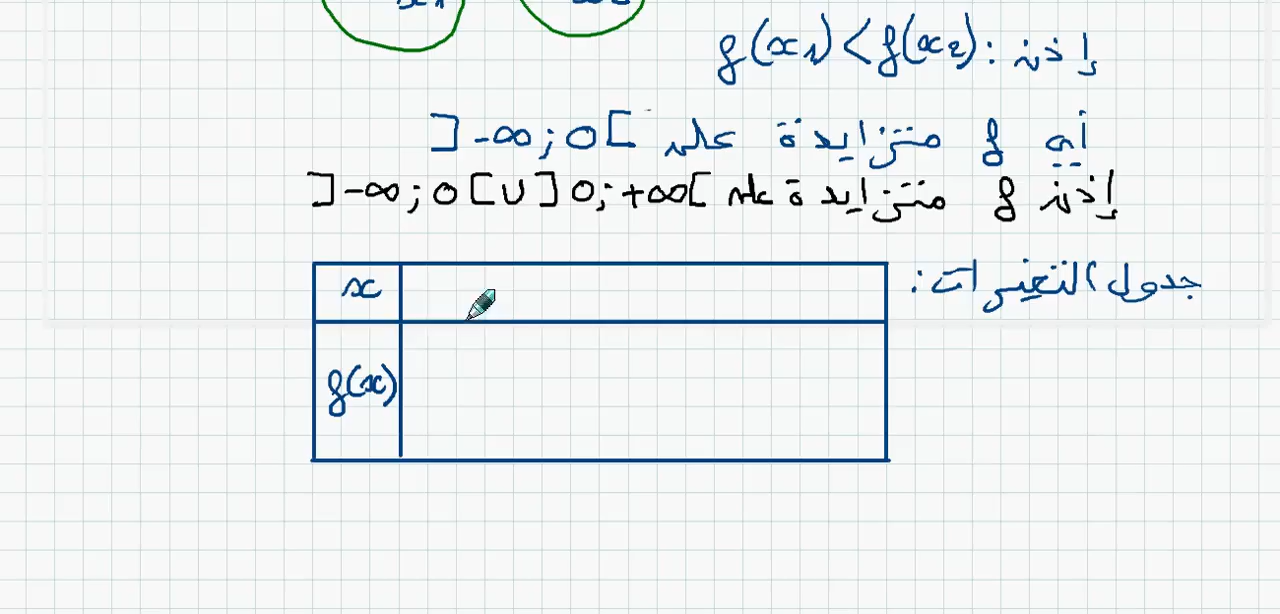 إذن : f(x₁) < f(x₂)
أي f متزايدة على ]-∞ ; 0[
إذن f متزايدة على ]-∞ ; 0[ ∪ ]0 ; +∞[
جدول التغيرات :
x
f(x)